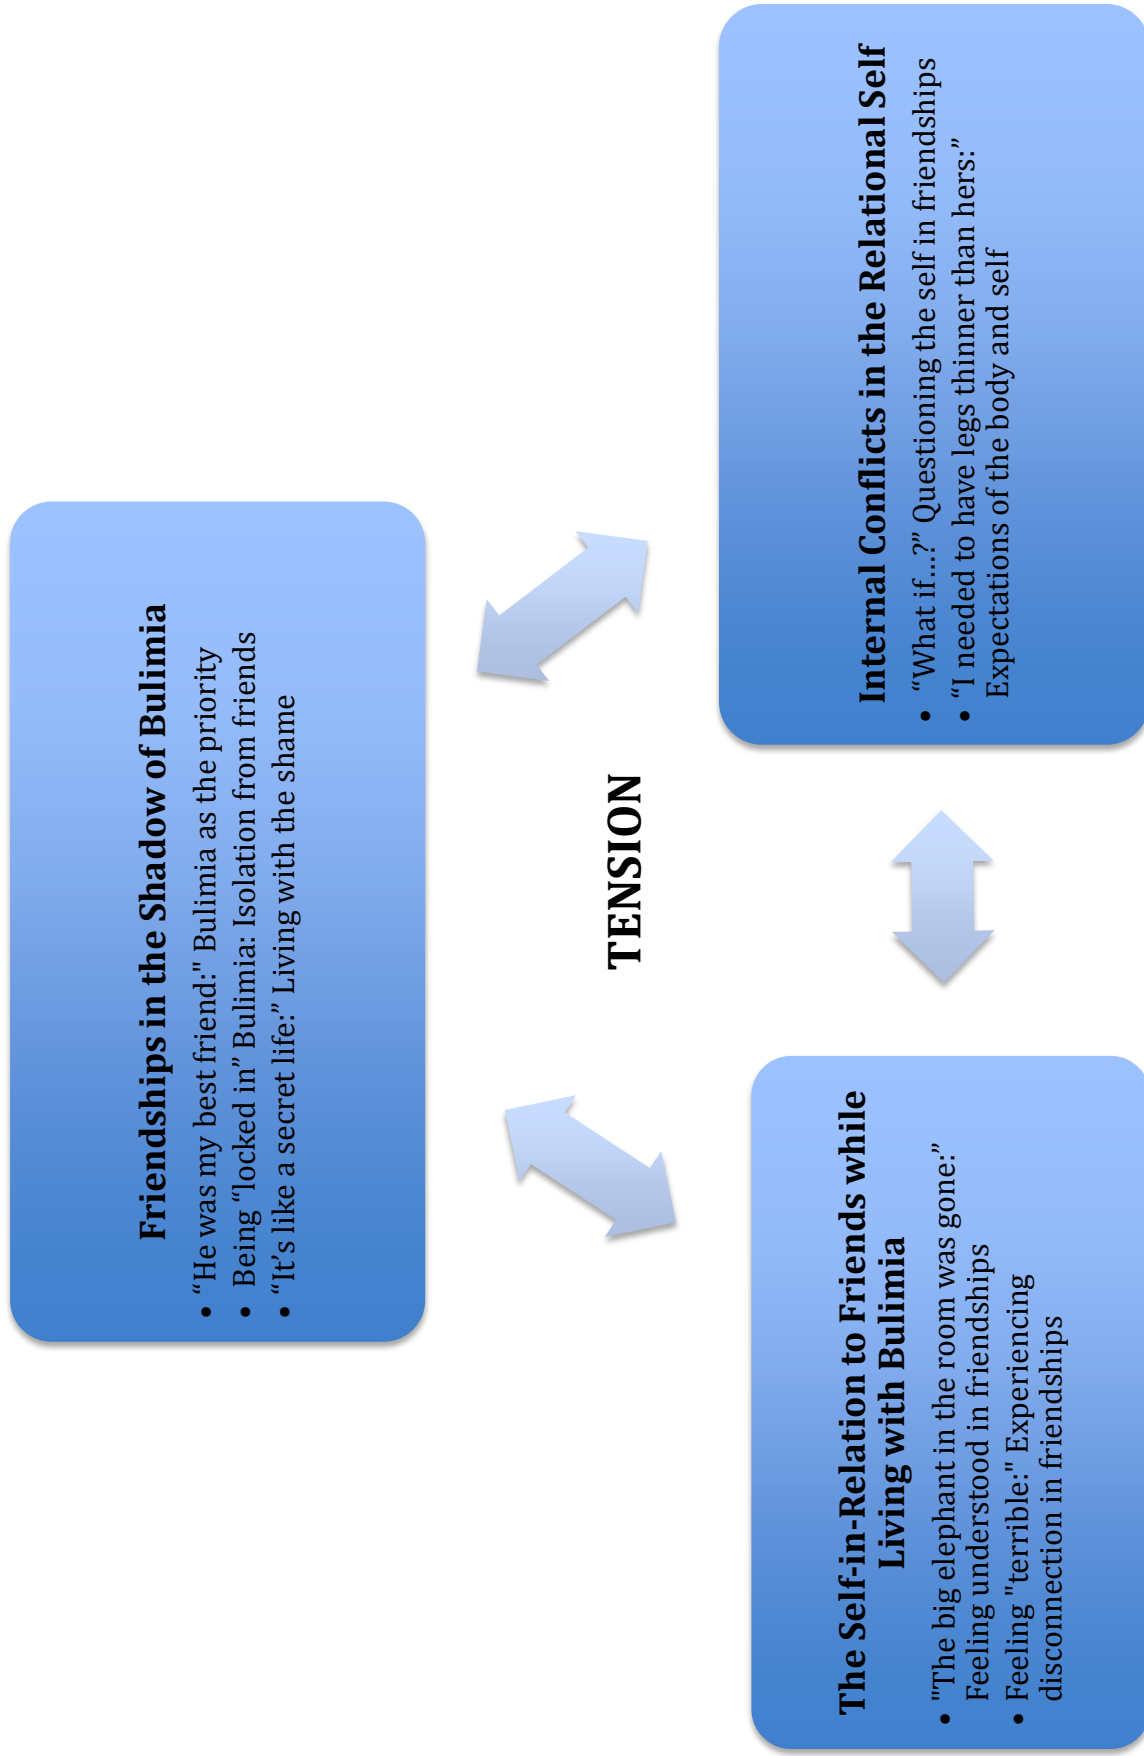 Friendships in the Shadow of Bulimia
• “He was my best friend:" Bulimia as the priority
• Being “locked in” Bulimia: Isolation from friends
• “It’s like a secret life:” Living with the shame
TENSION
The Self-in-Relation to Friends while
Living with Bulimia
• "The big elephant in the room was gone:”
Feeling understood in friendships
• Feeling "terrible:" Experiencing
disconnection in friendships
Internal Conflicts in the Relational Self
• “What if…?” Questioning the self in friendships
• “I needed to have legs thinner than hers:”
Expectations of the body and self